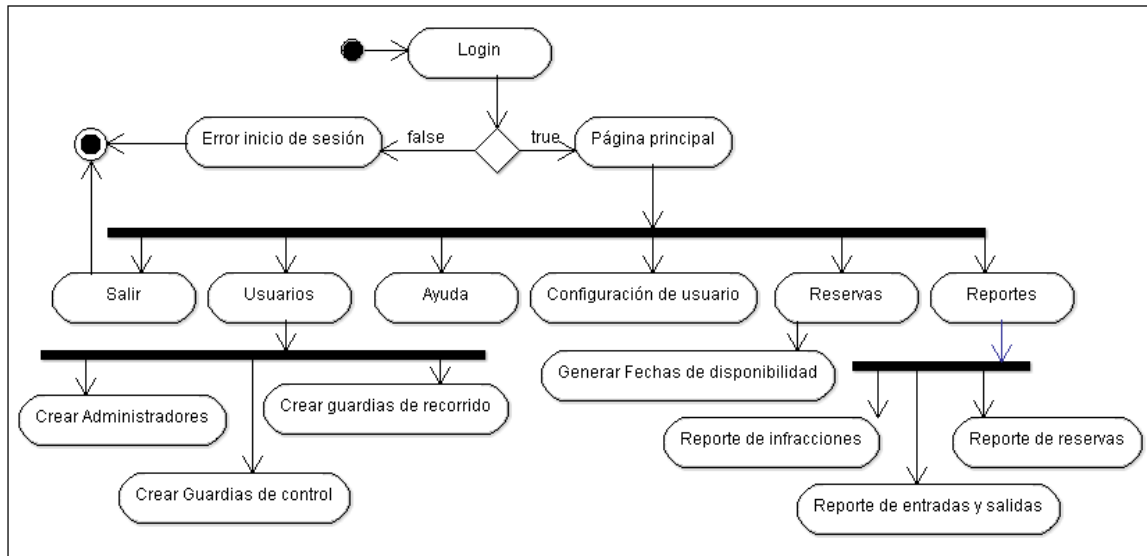 Login
Error inicio de sesión
false
true
Página principal
Salir
Usuarios
Ayuda
Configuración de usuario
Reservas
Reportes
Generar Fechas de disponibilidad
Crear Administradores
Crear guardias de recorrido
Reporte de infracciones
Reporte de reservas
Crear Guardias de control
Reporte de entradas y salidas